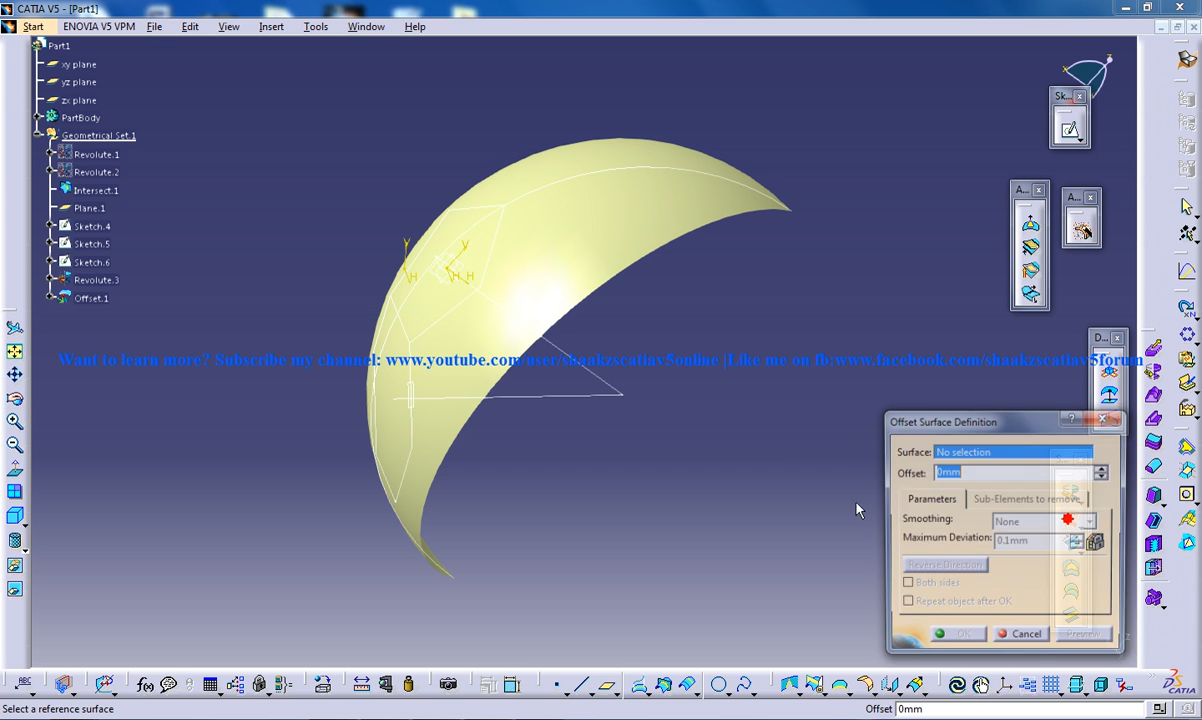 CATIA V5 - [Part1]
Start ENOVIA V5 VPM File Edit View Insert Tools Window Help
Part1
xy plane
yz plane
zx plane
PartBody
Geometrical Set.1
Revolute.1
Revolute.2
Intersect.1
Plane.1
Sketch.4
Sketch.5
Sketch.6
Revolute.3
Offset.1
Sk...
A...
A...
D...
V
H
V
H
H
Want to learn more? Subscribe my channel: www.youtube.com/user/shaakzscatiav5online |Like me on fb:www.facebook.com/shaakzscatiav5forum
Offset Surface Definition
Surface: No selection
Offset: 0mm
Parameters Sub-Elements to remove
Smoothing: None
Maximum Deviation: 0.1mm
Reverse Direction
Both sides
Repeat object after OK
OK Cancel Preview
ABC f(x)
CATIA
Select a reference surface Offset 0mm